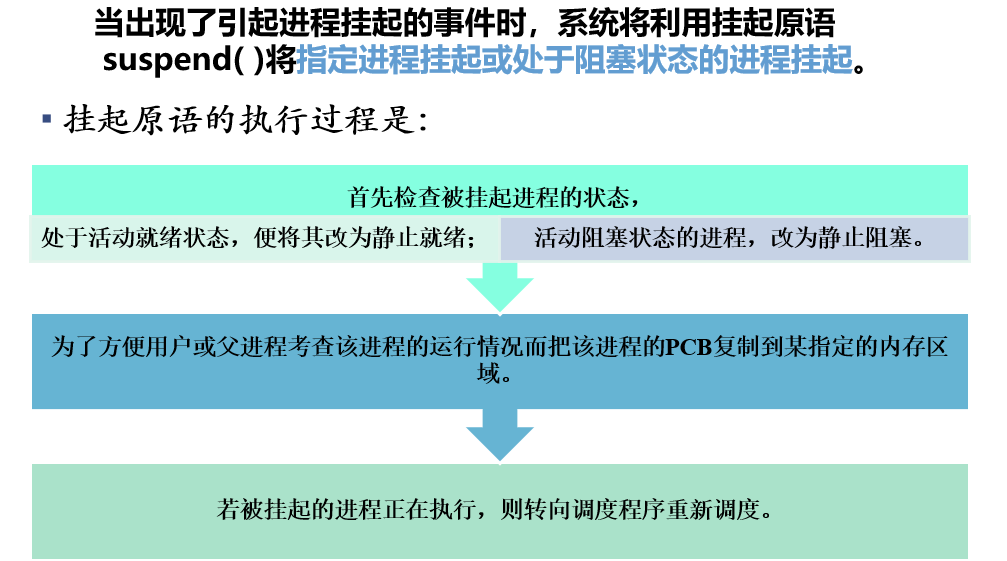 当出现了引起进程挂起的事件时，系统将利用挂起原语
suspend( )将指定进程挂起或处于阻塞状态的进程挂起。
▪ 挂起原语的执行过程是：
首先检查被挂起进程的状态，
处于活动就绪状态，便将其改为静止就绪；
活动阻塞状态的进程，改为静止阻塞。
为了方便用户或父进程考查该进程的运行情况而把该进程的PCB复制到某指定的内存区
域。
若被挂起的进程正在执行，则转向调度程序重新调度。